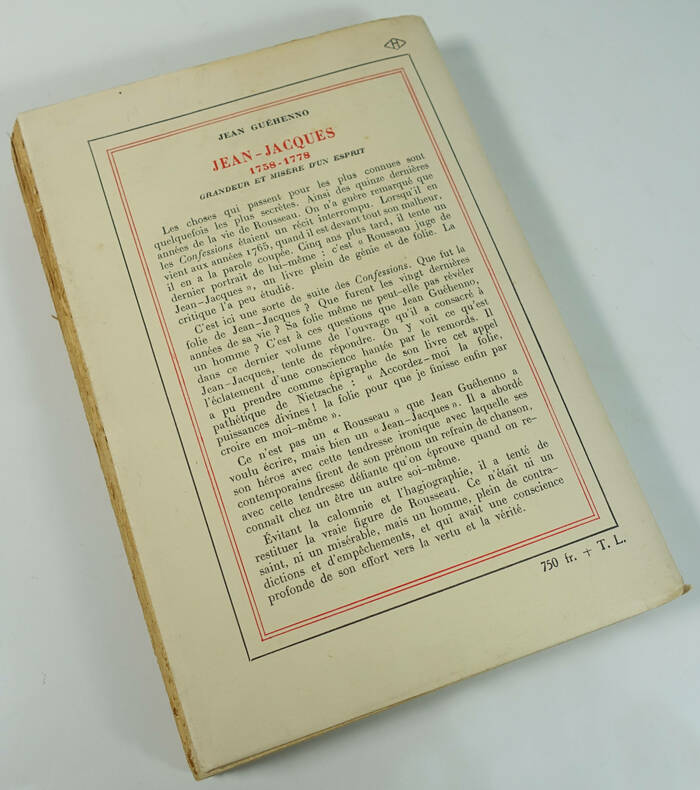 H
JEAN GUÉHENNO
JEAN-JACQUES
1758-1778
GRANDEUR ET MISÈRE D'UN ESPRIT
Les choses qui passent pour les plus connues sont
quelquefois les plus secrètes. Ainsi des quinze dernières
années de la vie de Rousseau. On n'a guère remarqué que
les Confessions étaient un récit interrompu. Lorsqu'il en
vient aux années 1765, quant il est devant tout son malheur,
il en a la parole coupée. Cinq ans plus tard, il tente un
dernier portrait de lui-même : c'est « Rousseau juge de
Jean-Jacques », un livre plein de génie et de folie. La
critique l'a peu étudié.
C'est ici une sorte de suite des Confessions. Que fut la
folie de Jean-Jacques ? Que furent les vingt dernières
années de sa vie ? Sa folie même ne peut-elle pas révéler
un homme ? C'est à ces questions que Jean Guéhenno,
dans ce dernier volume de l'ouvrage qu'il a consacré à
Jean-Jacques, tente de répondre. On y voit ce qu'est
l'éclatement d'une conscience hantée par le remords. Il
a pu prendre comme épigraphe de son livre cet appel
pathétique de Nietzsche : « Accordez-moi la folie,
puissances divines ! la folie pour que je finisse enfin par
croire en moi-même ».
Ce n'est pas un « Rousseau » que Jean Guéhenno a
voulu écrire, mais bien un « Jean-Jacques ». Il a abordé
son héros avec cette tendresse ironique avec laquelle ses
contemporains firent de son prénom un refrain de chanson,
avec cette tendresse défiante qu'on éprouve quand on re-
connaît chez un être un autre soi-même.
Évitant la calomnie et l'hagiographie, il a tenté de
restituer la vraie figure de Rousseau. Ce n'était ni un
saint, ni un misérable, mais un homme, plein de contra-
dictions et d'empêchements, et qui avait une conscience
profonde de son effort vers la vertu et la vérité.
750 fr. + T. L.